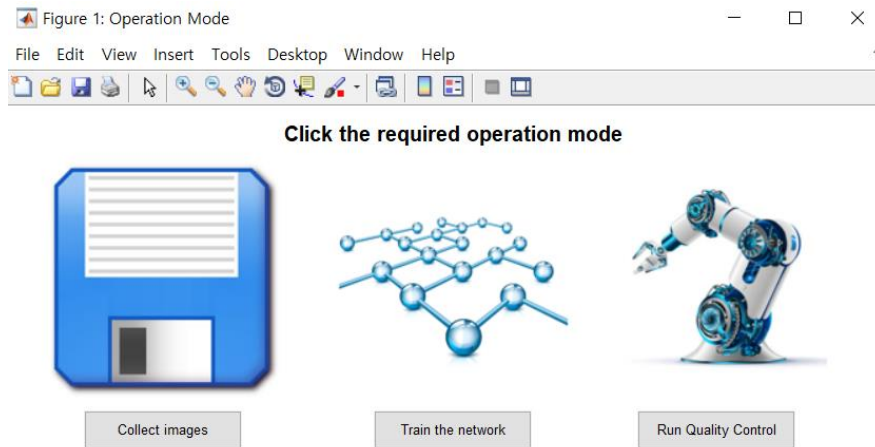 Figure 1: Operation Mode
File Edit View Insert Tools Desktop Window Help
Click the required operation mode
Collect images Train the network Run Quality Control